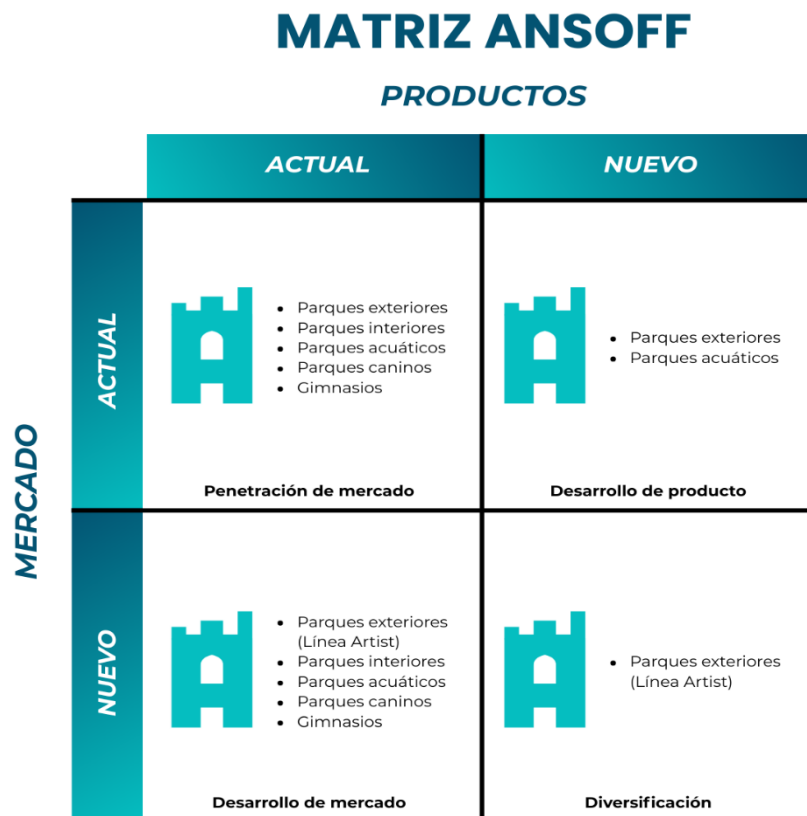 MATRIZ ANSOFF
PRODUCTOS
ACTUAL
NUEVO
MERCADO
ACTUAL
• Parques exteriores
• Parques interiores
• Parques acuáticos
• Parques caninos
• Gimnasios
Penetración de mercado
• Parques exteriores
• Parques acuáticos
Desarrollo de producto
NUEVO
• Parques exteriores
(Línea Artist)
• Parques interiores
• Parques acuáticos
• Parques caninos
• Gimnasios
Desarrollo de mercado
• Parques exteriores
(Línea Artist)
Diversificación